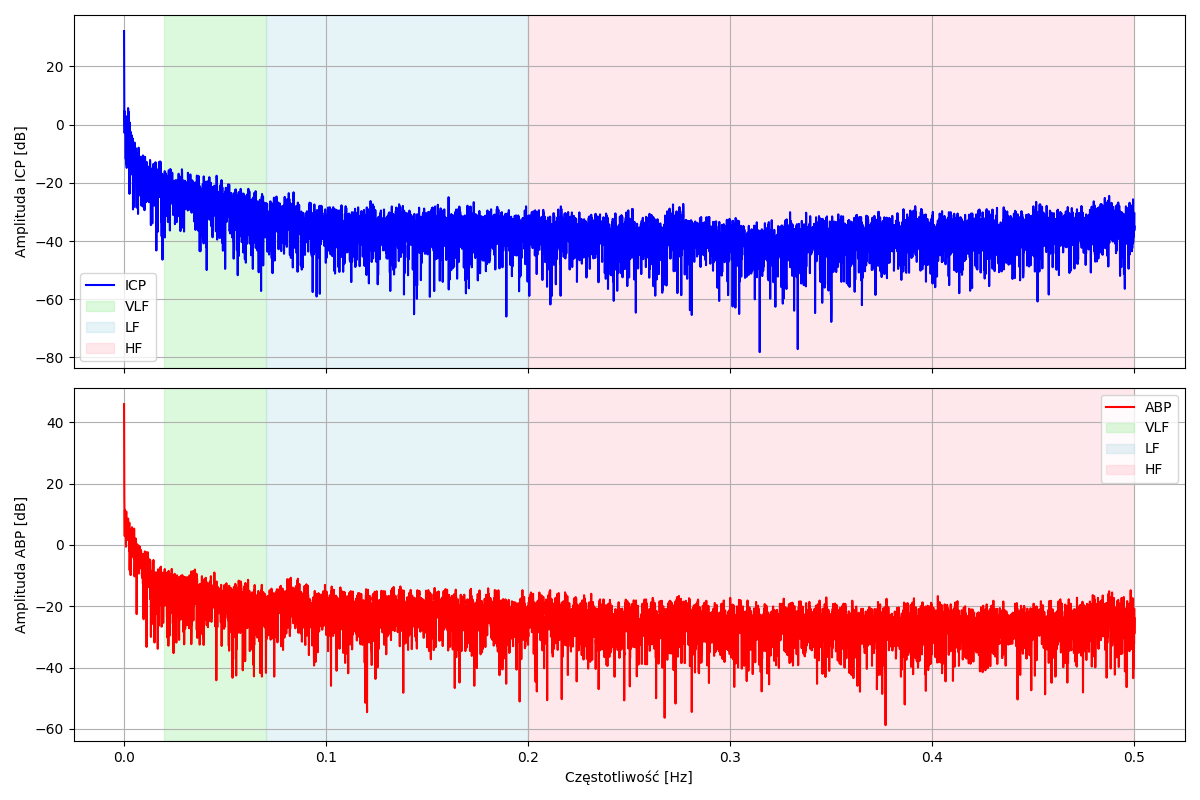 Amplituda ICP [dB]
20
0
−20
−40
−60
−80
ICP
VLF
LF
HF
Amplituda ABP [dB]
40
20
0
−20
−40
−60
ABP
VLF
LF
HF
0.0 0.1 0.2 0.3 0.4 0.5
Częstotliwość [Hz]